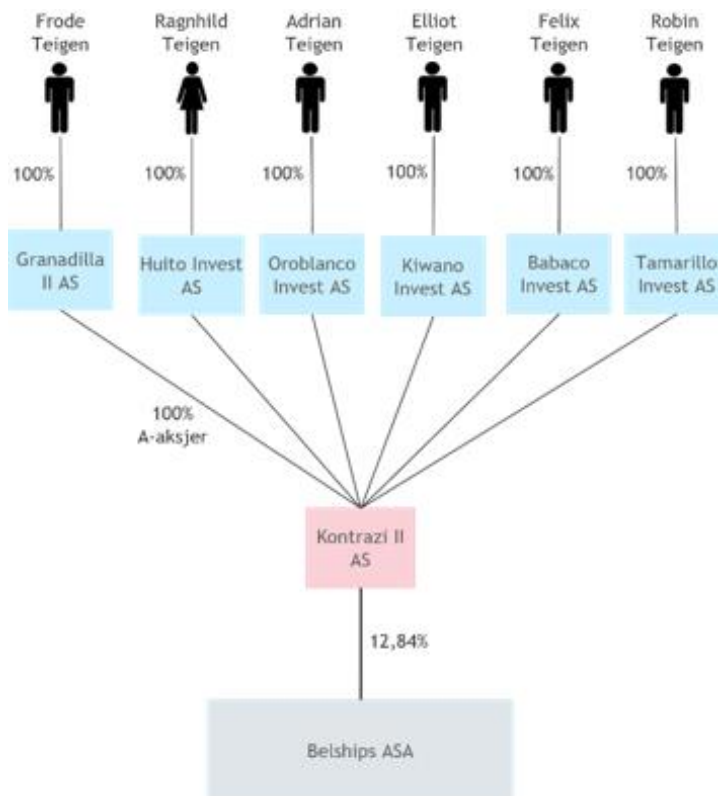 Frode
Teigen
Ragnhild
Teigen
Adrian
Teigen
Elliot
Teigen
Felix
Teigen
Robin
Teigen
100%
100%
100%
100%
100%
100%
Granadilla
II AS
Huito Invest
AS
Oroblanco
Invest AS
Kiwano
Invest AS
Babaco
Invest AS
Tamarillo
Invest AS
100%
A-aksjer
Kontrazi II
AS
12,84%
Belships ASA